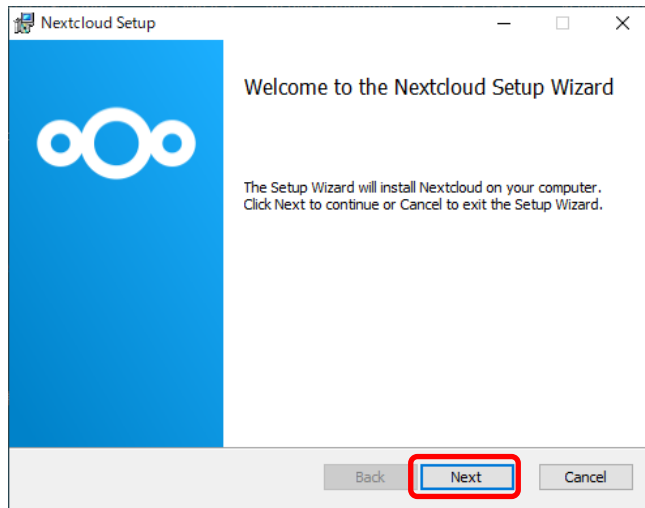 Nextcloud Setup
Welcome to the Nextcloud Setup Wizard
The Setup Wizard will install Nextcloud on your computer.
Click Next to continue or Cancel to exit the Setup Wizard.
Back
Next
Cancel